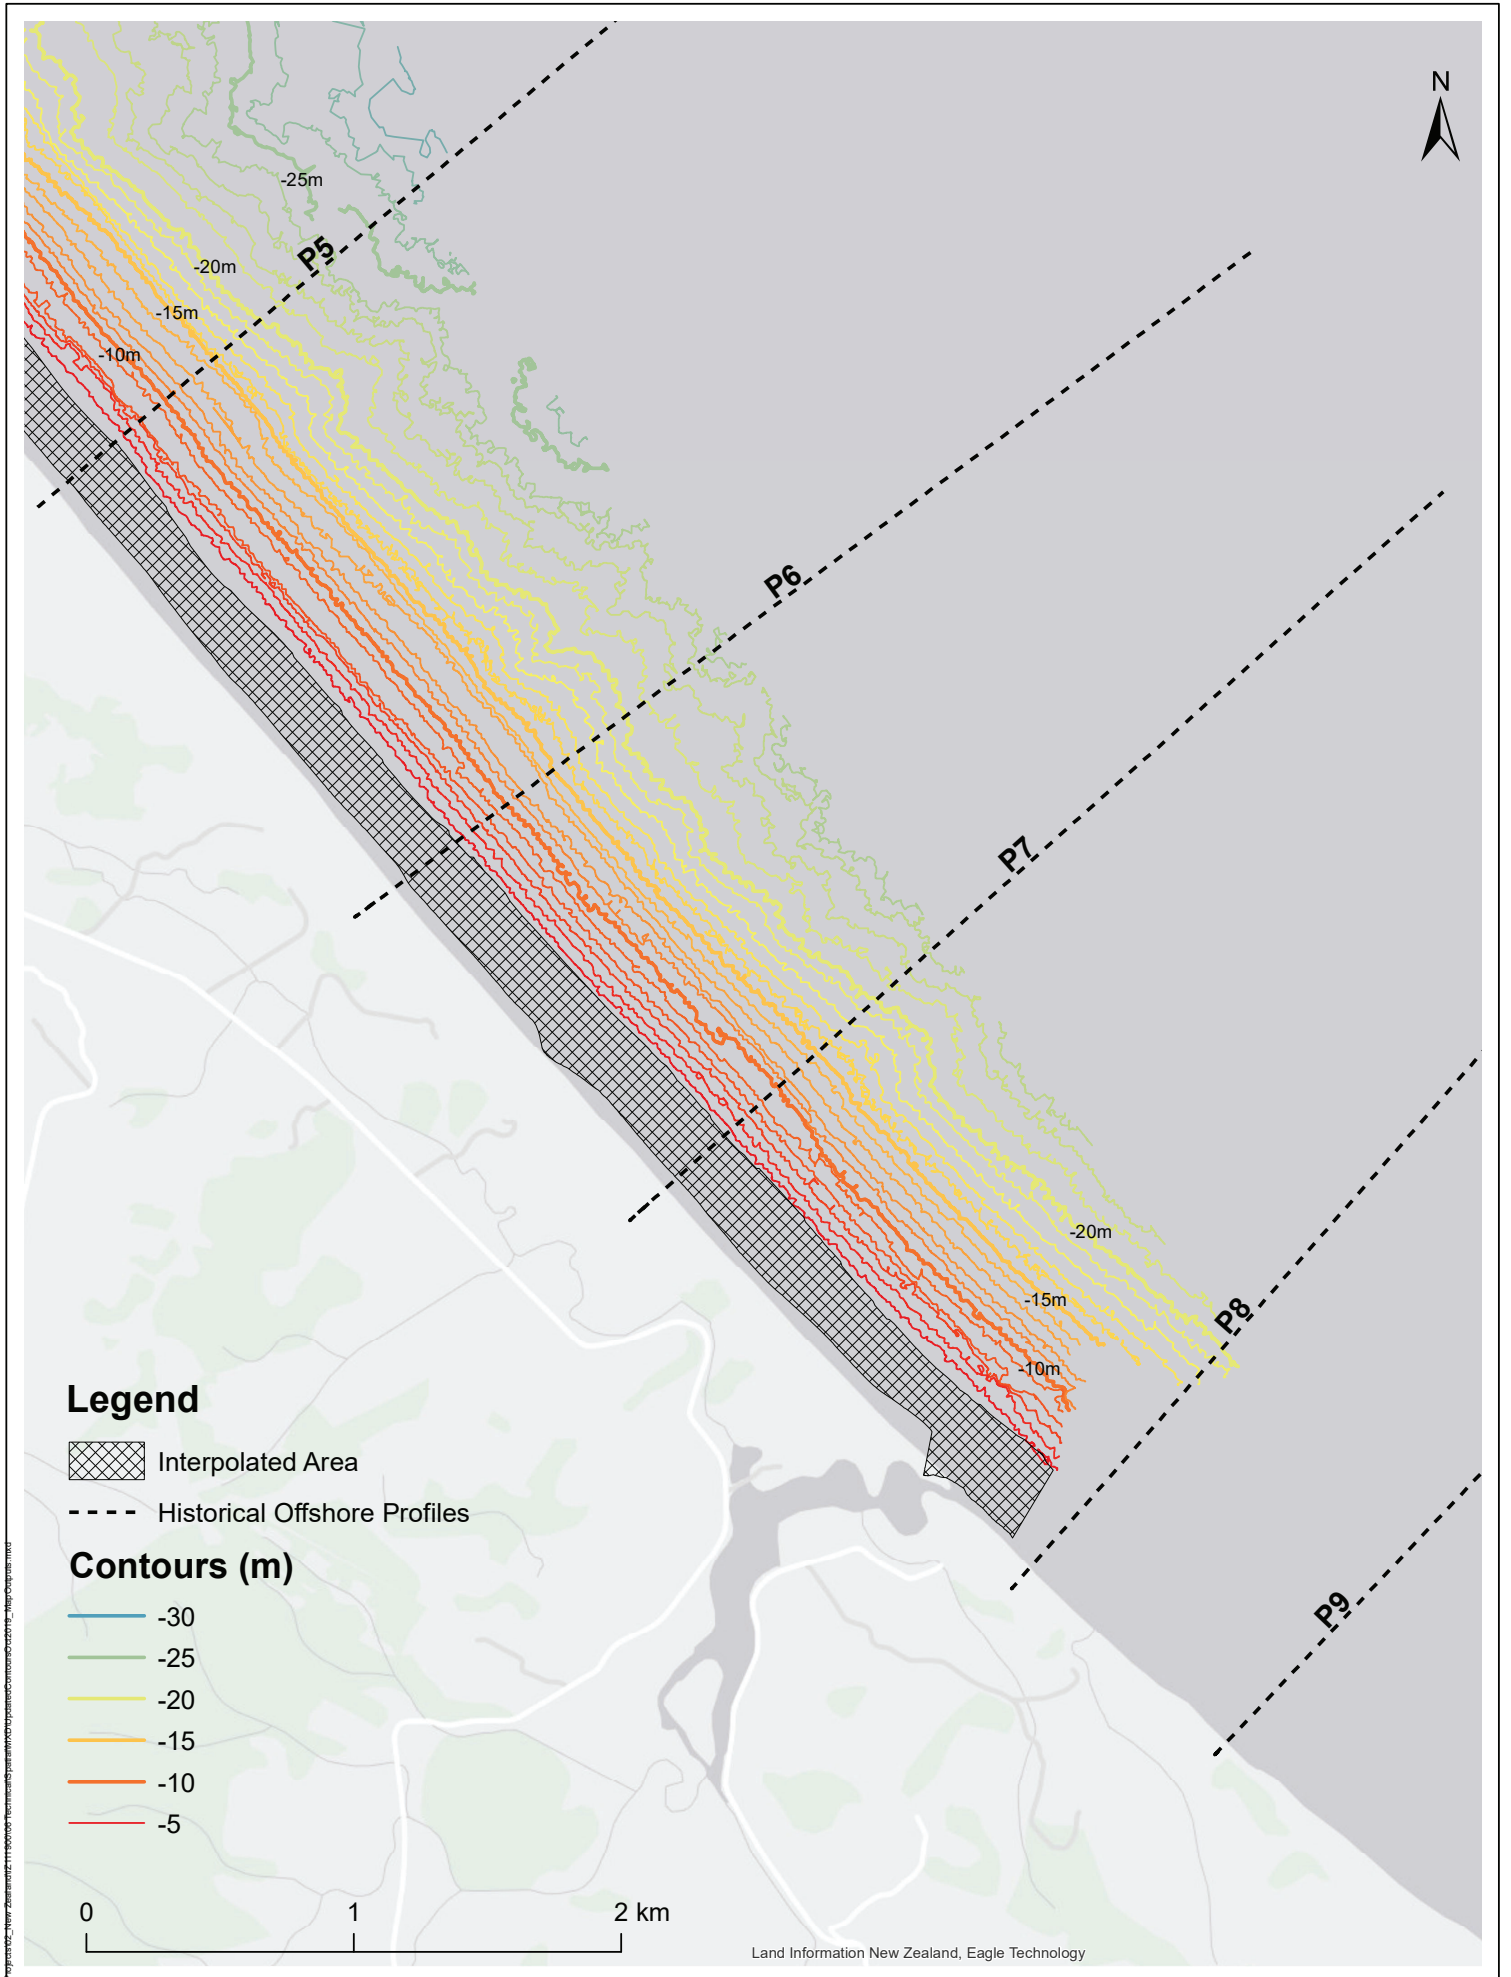 N
-25m
P5
-20m
-15m
-10m
P6
P7
-20m
-15m
P8
-10m
Legend
Interpolated Area
Historical Offshore Profiles
P9
Contours (m)
-30
-25
-20
-15
-10
-5
0 1 2 km
Land Information New Zealand, Eagle Technology